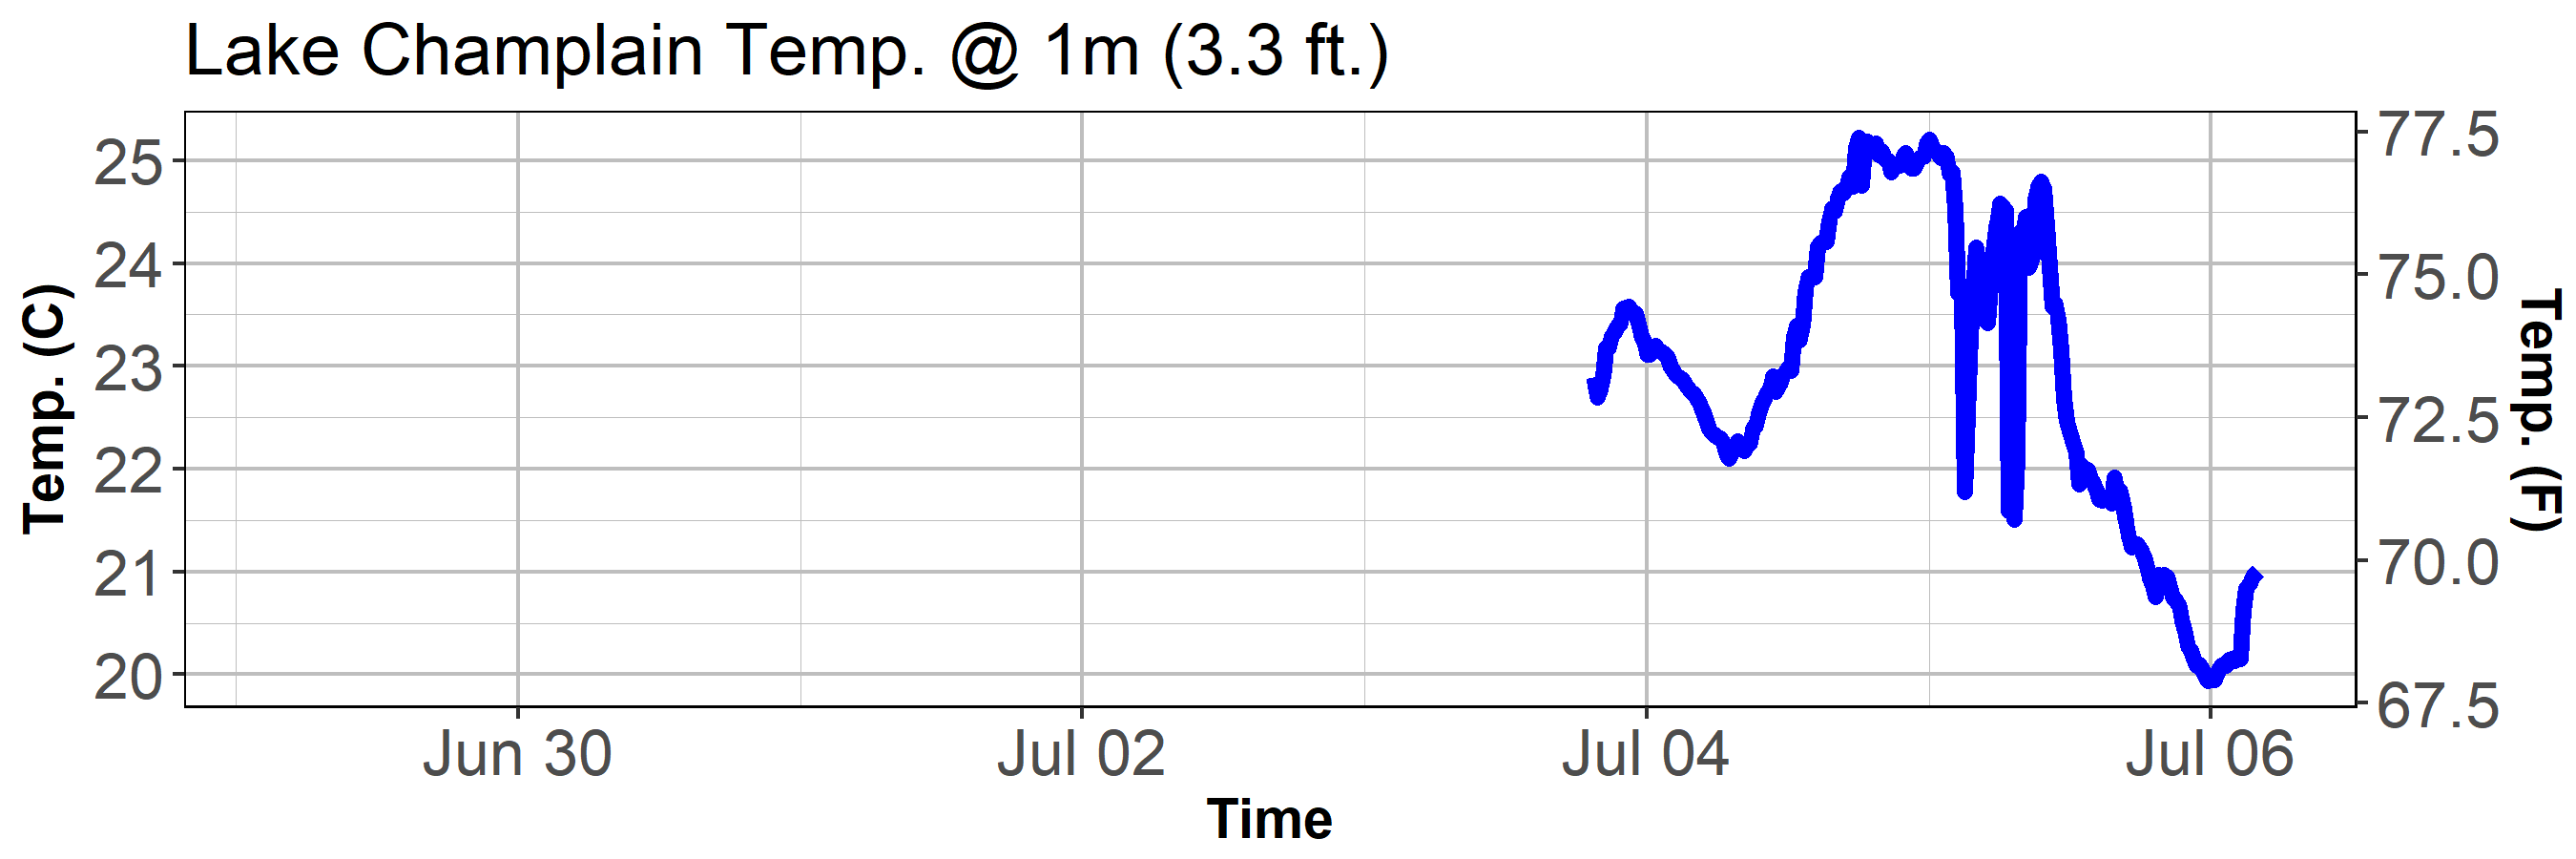 Lake Champlain Temp. @ 1m (3.3 ft.)
25
24
23
22
21
20
Temp. (C)
77.5
75.0
72.5
70.0
67.5
Temp. (F)
Jun 30
Jul 02
Jul 04
Jul 06
Time